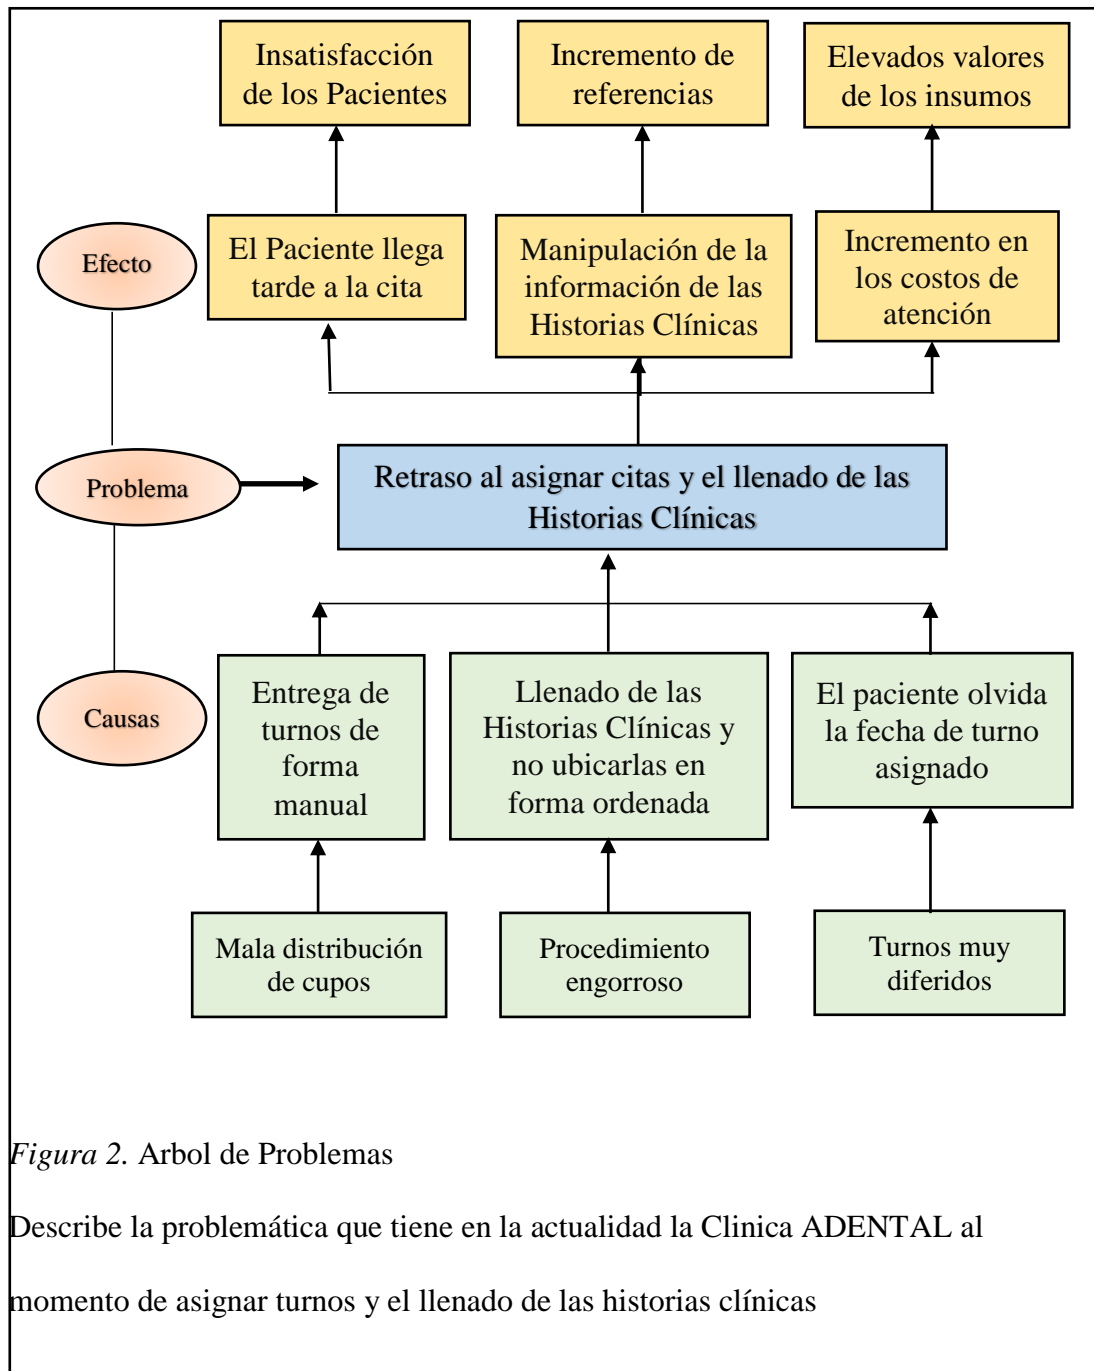 Insatisfacción
de los Pacientes
Incremento de
referencias
Elevados valores
de los insumos
Efecto
El Paciente llega
tarde a la cita
Manipulación de la
información de las
Historias Clínicas
Incremento en
los costos de
atención
Problema
Retraso al asignar citas y el llenado de las
Historias Clínicas
Causas
Entrega de
turnos de
forma
manual
Llenado de las
Historias Clínicas y
no ubicarlas en
forma ordenada
El paciente olvida
la fecha de turno
asignado
Mala distribución
de cupos
Procedimiento
engorroso
Turnos muy
diferidos
Figura 2. Arbol de Problemas
Describe la problemática que tiene en la actualidad la Clinica ADENTAL al
momento de asignar turnos y el llenado de las historias clínicas